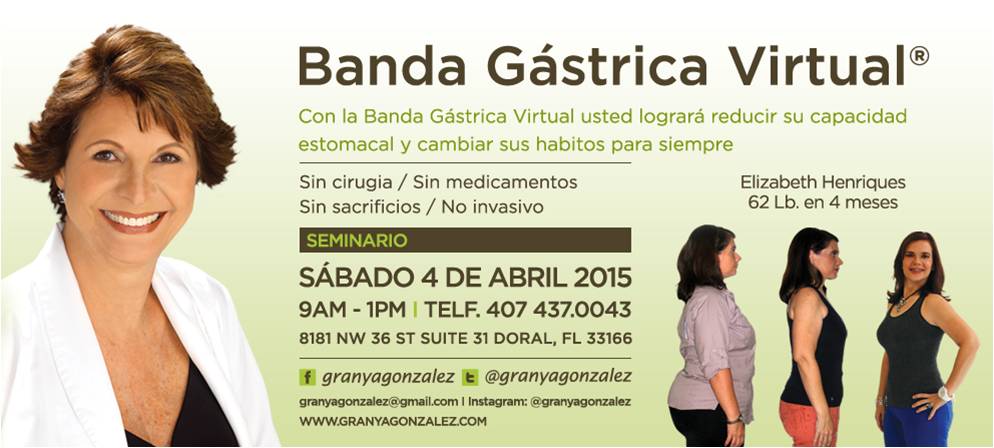 Banda Gástrica Virtual®
Con la Banda Gástrica Virtual usted logrará reducir su capacidad
estomacal y cambiar sus habitos para siempre
Sin cirugia / Sin medicamentos
Sin sacrificios / No invasivo
SEMINARIO
SÁBADO 4 DE ABRIL 2015
9AM - 1PM | TELF. 407 437.0043
8181 NW 36 ST SUITE 31 DORAL, FL 33166
f granyagonzalez t @granyagonzalez
granyagonzalez@gmail.com | Instagram: @granyagonzalez
WWW.GRANYAGONZALEZ.COM
Elizabeth Henriques
62 Lb. en 4 meses